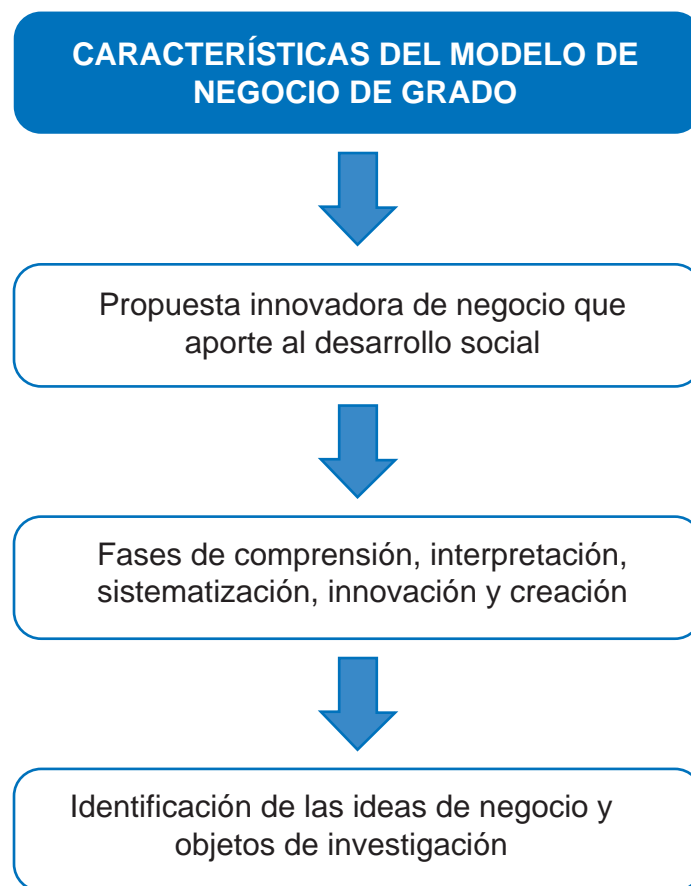 CARACTERÍSTICAS DEL MODELO DE
NEGOCIO DE GRADO
Propuesta innovadora de negocio que
aporte al desarrollo social
Fases de comprensión, interpretación,
sistematización, innovación y creación
Identificación de las ideas de negocio y
objetos de investigación